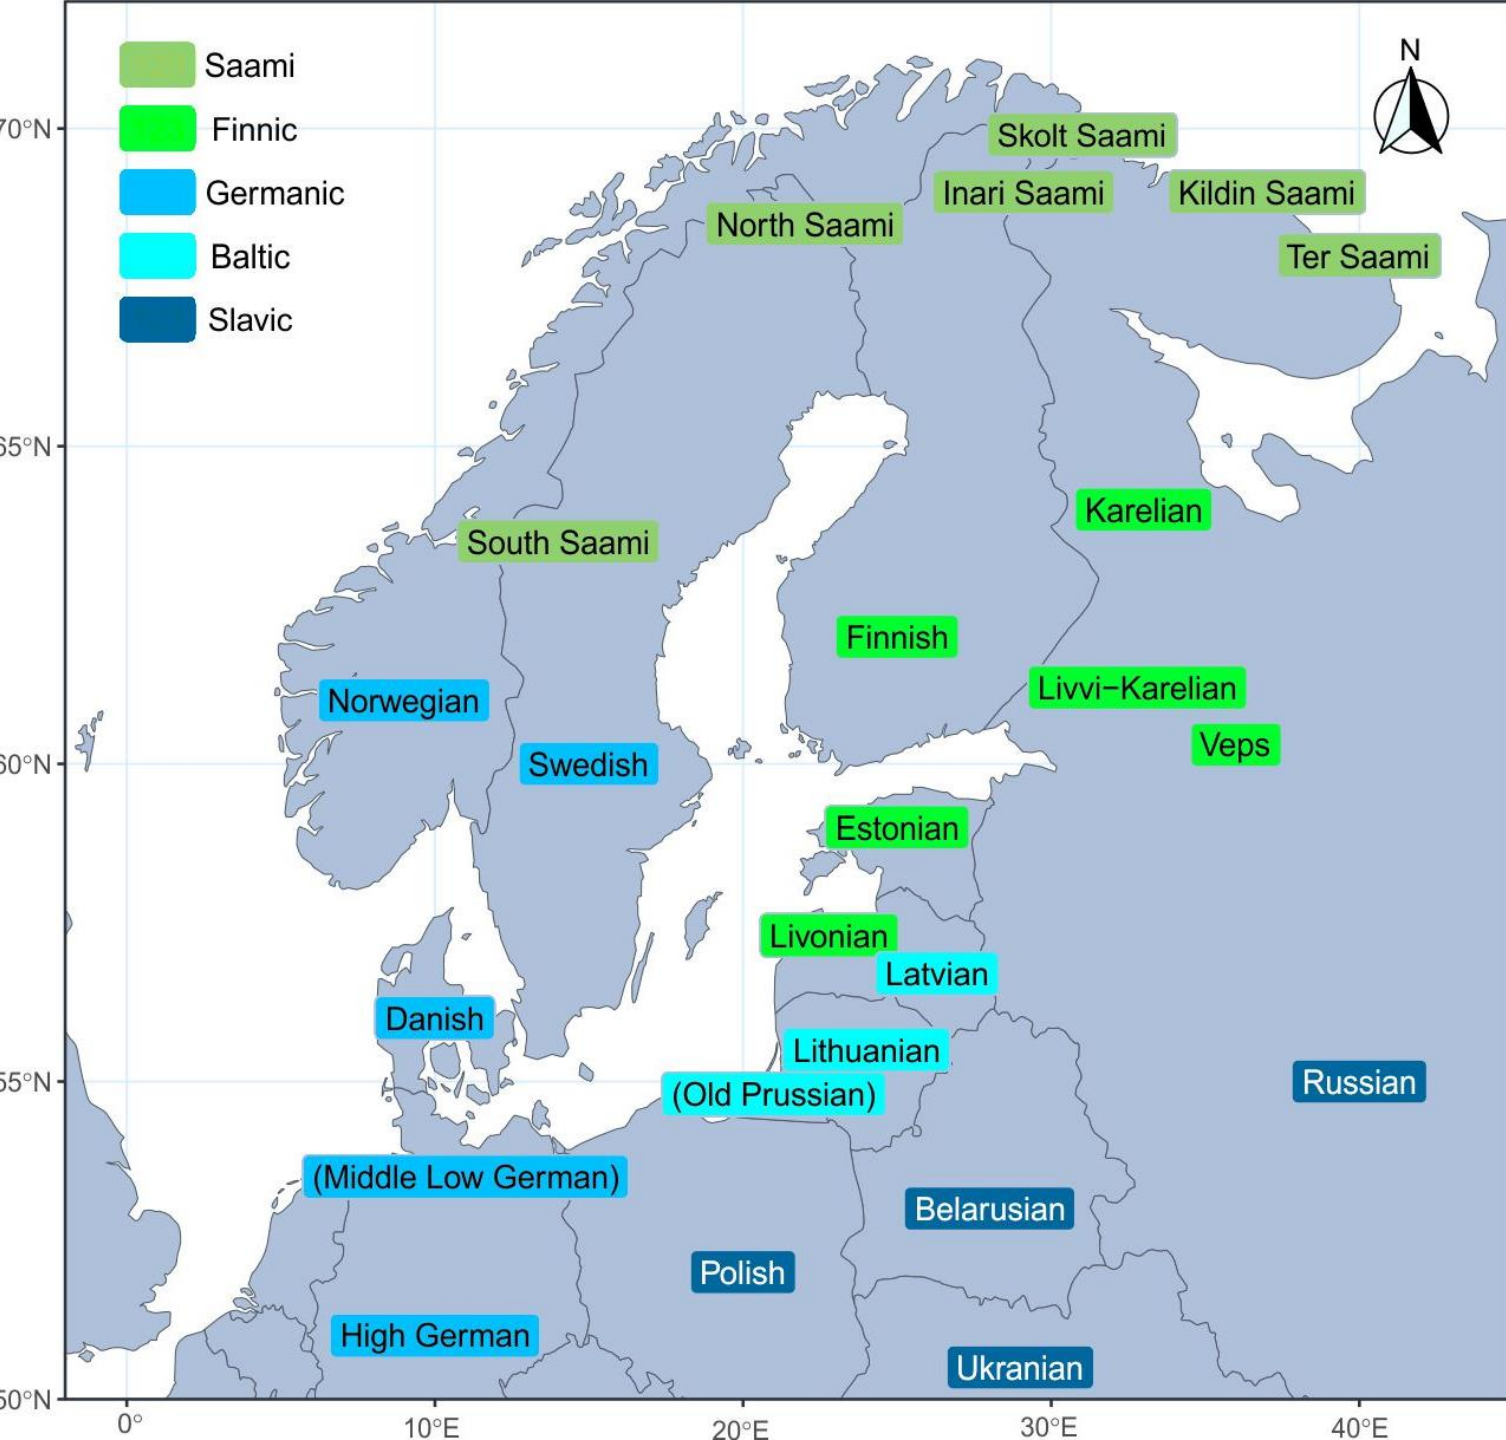 Saami
Finnic
Germanic
Baltic
Slavic
N
70°N
Skolt Saami
Inari Saami
Kildin Saami
North Saami
Ter Saami
65°N
Karelian
South Saami
Finnish
Livvi−Karelian
Norwegian
Veps
60°N
Swedish
Estonian
Livonian
Latvian
Danish
Lithuanian
55°N
(Old Prussian)
Russian
(Middle Low German)
Belarusian
Polish
High German
Ukranian
50°N
0°
10°E
20°E
30°E
40°E